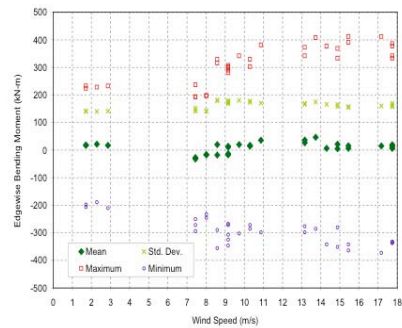 500
400
300
200
100
0
-100
-200
-300
-400
-500
Edgewise Bending Moment (kN-m)
Mean
Std. Dev.
Maximum
Minimum
0 1 2 3 4 5 6 7 8 9 10 11 12 13 14 15 16 17 18
Wind Speed (m/s)